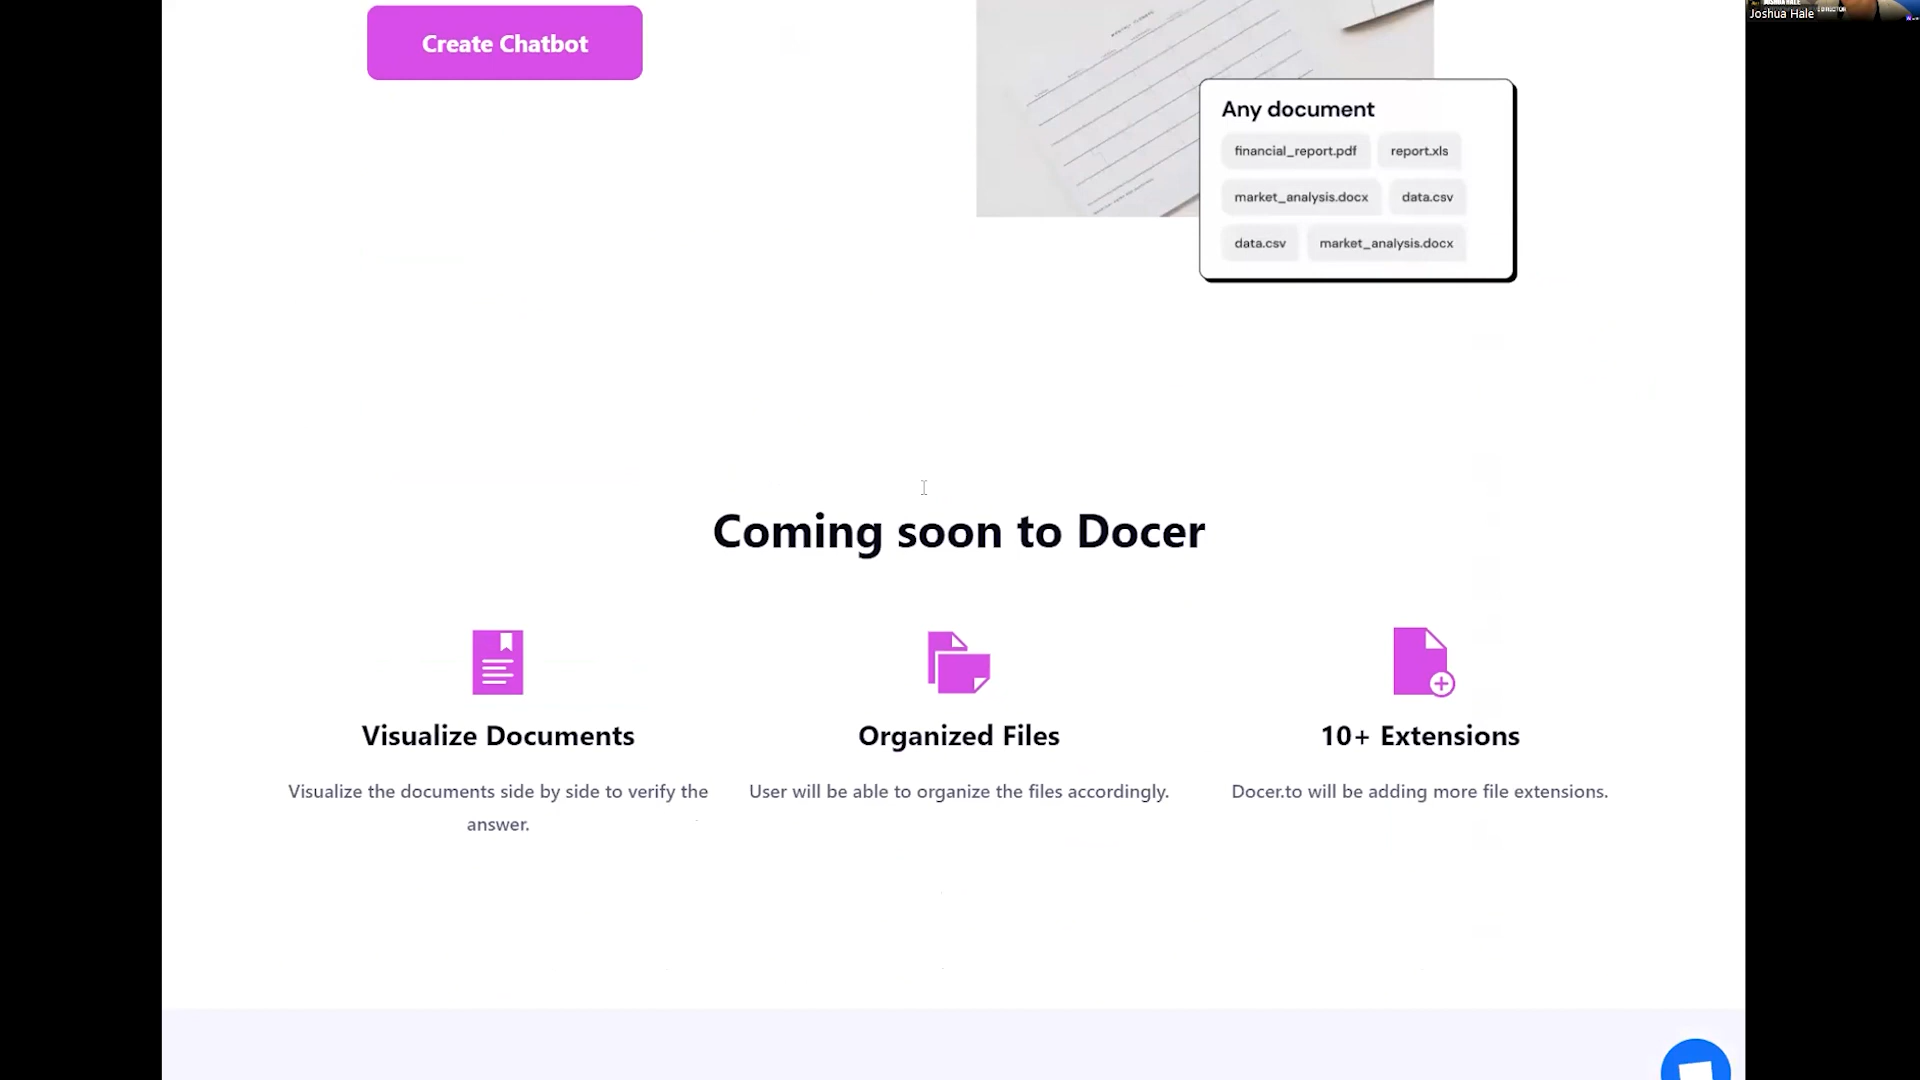 Create Chatbot
Joshua Hale
Any document
financial_report.pdf
report.xls
market_analysis.docx
data.csv
data.csv
market_analysis.docx
Coming soon to Docer
Visualize Documents
Visualize the documents side by side to verify the
answer.
Organized Files
User will be able to organize the files accordingly.
10+ Extensions
Docer.to will be adding more file extensions.